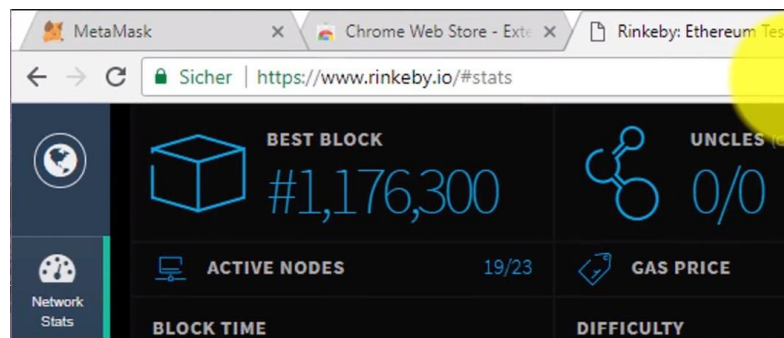 MetaMask
Chrome Web Store - Exte
Rinkeby: Ethereum Tes
Sicher | https://www.rinkeby.io/#stats
BEST BLOCK
#1,176,300
UNCLES
0/0
ACTIVE NODES 19/23
GAS PRICE
Network
Stats
BLOCK TIME
DIFFICULTY